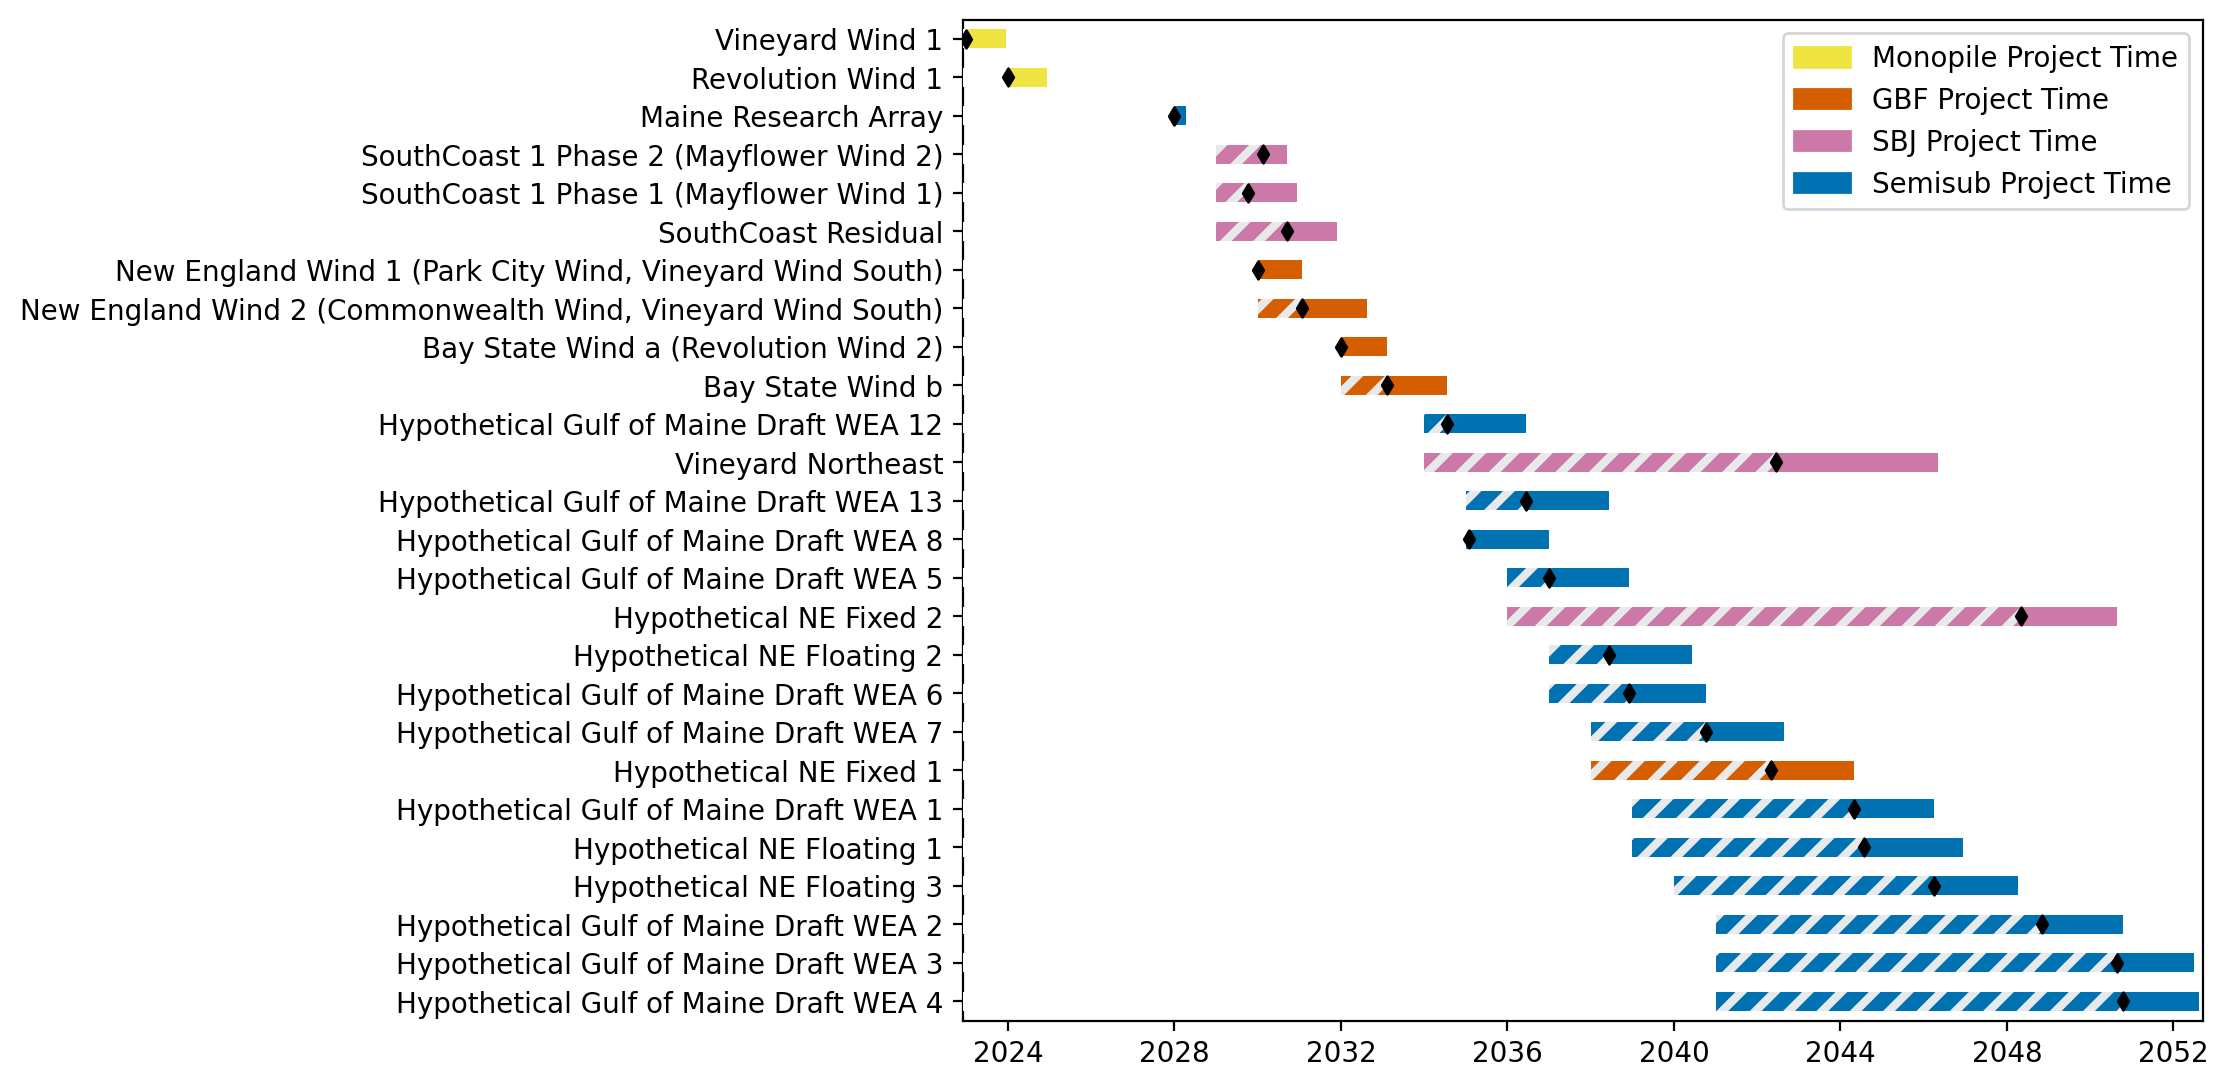 Vineyard Wind 1
Revolution Wind 1
Maine Research Array
SouthCoast 1 Phase 2 (Mayflower Wind 2)
SouthCoast 1 Phase 1 (Mayflower Wind 1)
SouthCoast Residual
New England Wind 1 (Park City Wind, Vineyard Wind South)
New England Wind 2 (Commonwealth Wind, Vineyard Wind South)
Bay State Wind a (Revolution Wind 2)
Bay State Wind b
Hypothetical Gulf of Maine Draft WEA 12
Vineyard Northeast
Hypothetical Gulf of Maine Draft WEA 13
Hypothetical Gulf of Maine Draft WEA 8
Hypothetical Gulf of Maine Draft WEA 5
Hypothetical NE Fixed 2
Hypothetical NE Floating 2
Hypothetical Gulf of Maine Draft WEA 6
Hypothetical Gulf of Maine Draft WEA 7
Hypothetical NE Fixed 1
Hypothetical Gulf of Maine Draft WEA 1
Hypothetical NE Floating 1
Hypothetical NE Floating 3
Hypothetical Gulf of Maine Draft WEA 2
Hypothetical Gulf of Maine Draft WEA 3
Hypothetical Gulf of Maine Draft WEA 4
Monopile Project Time
GBF Project Time
SBJ Project Time
Semisub Project Time
2024 2028 2032 2036 2040 2044 2048 2052